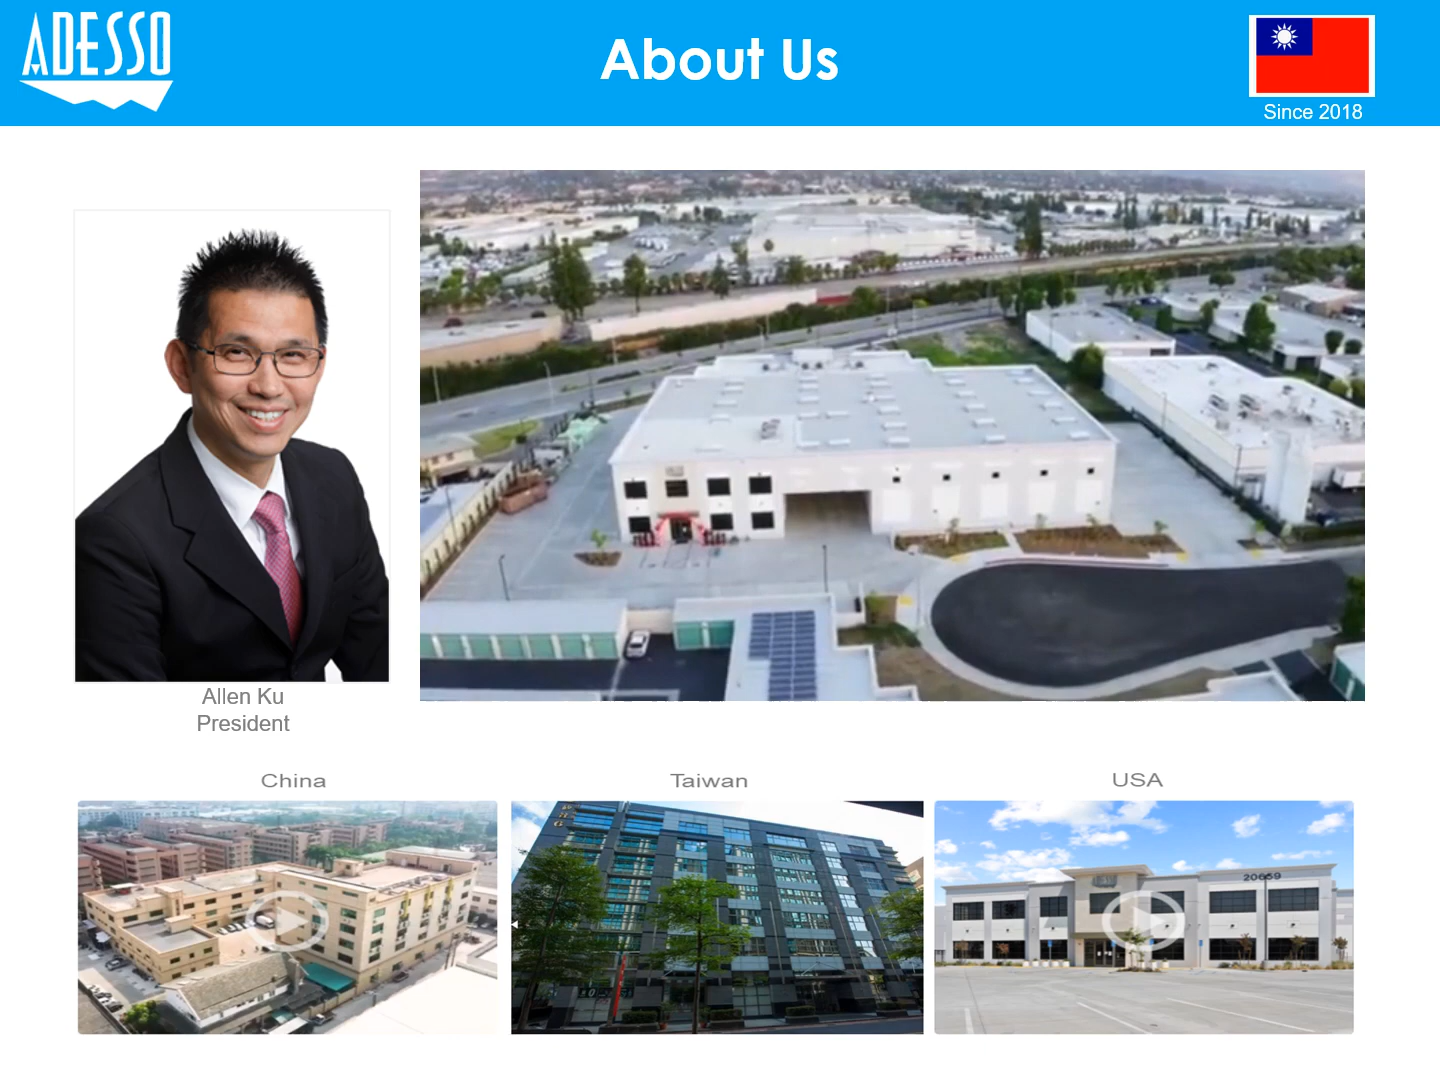 ADESSO
About Us
Since 2018
Allen Ku
President
China
Taiwan
USA
20659